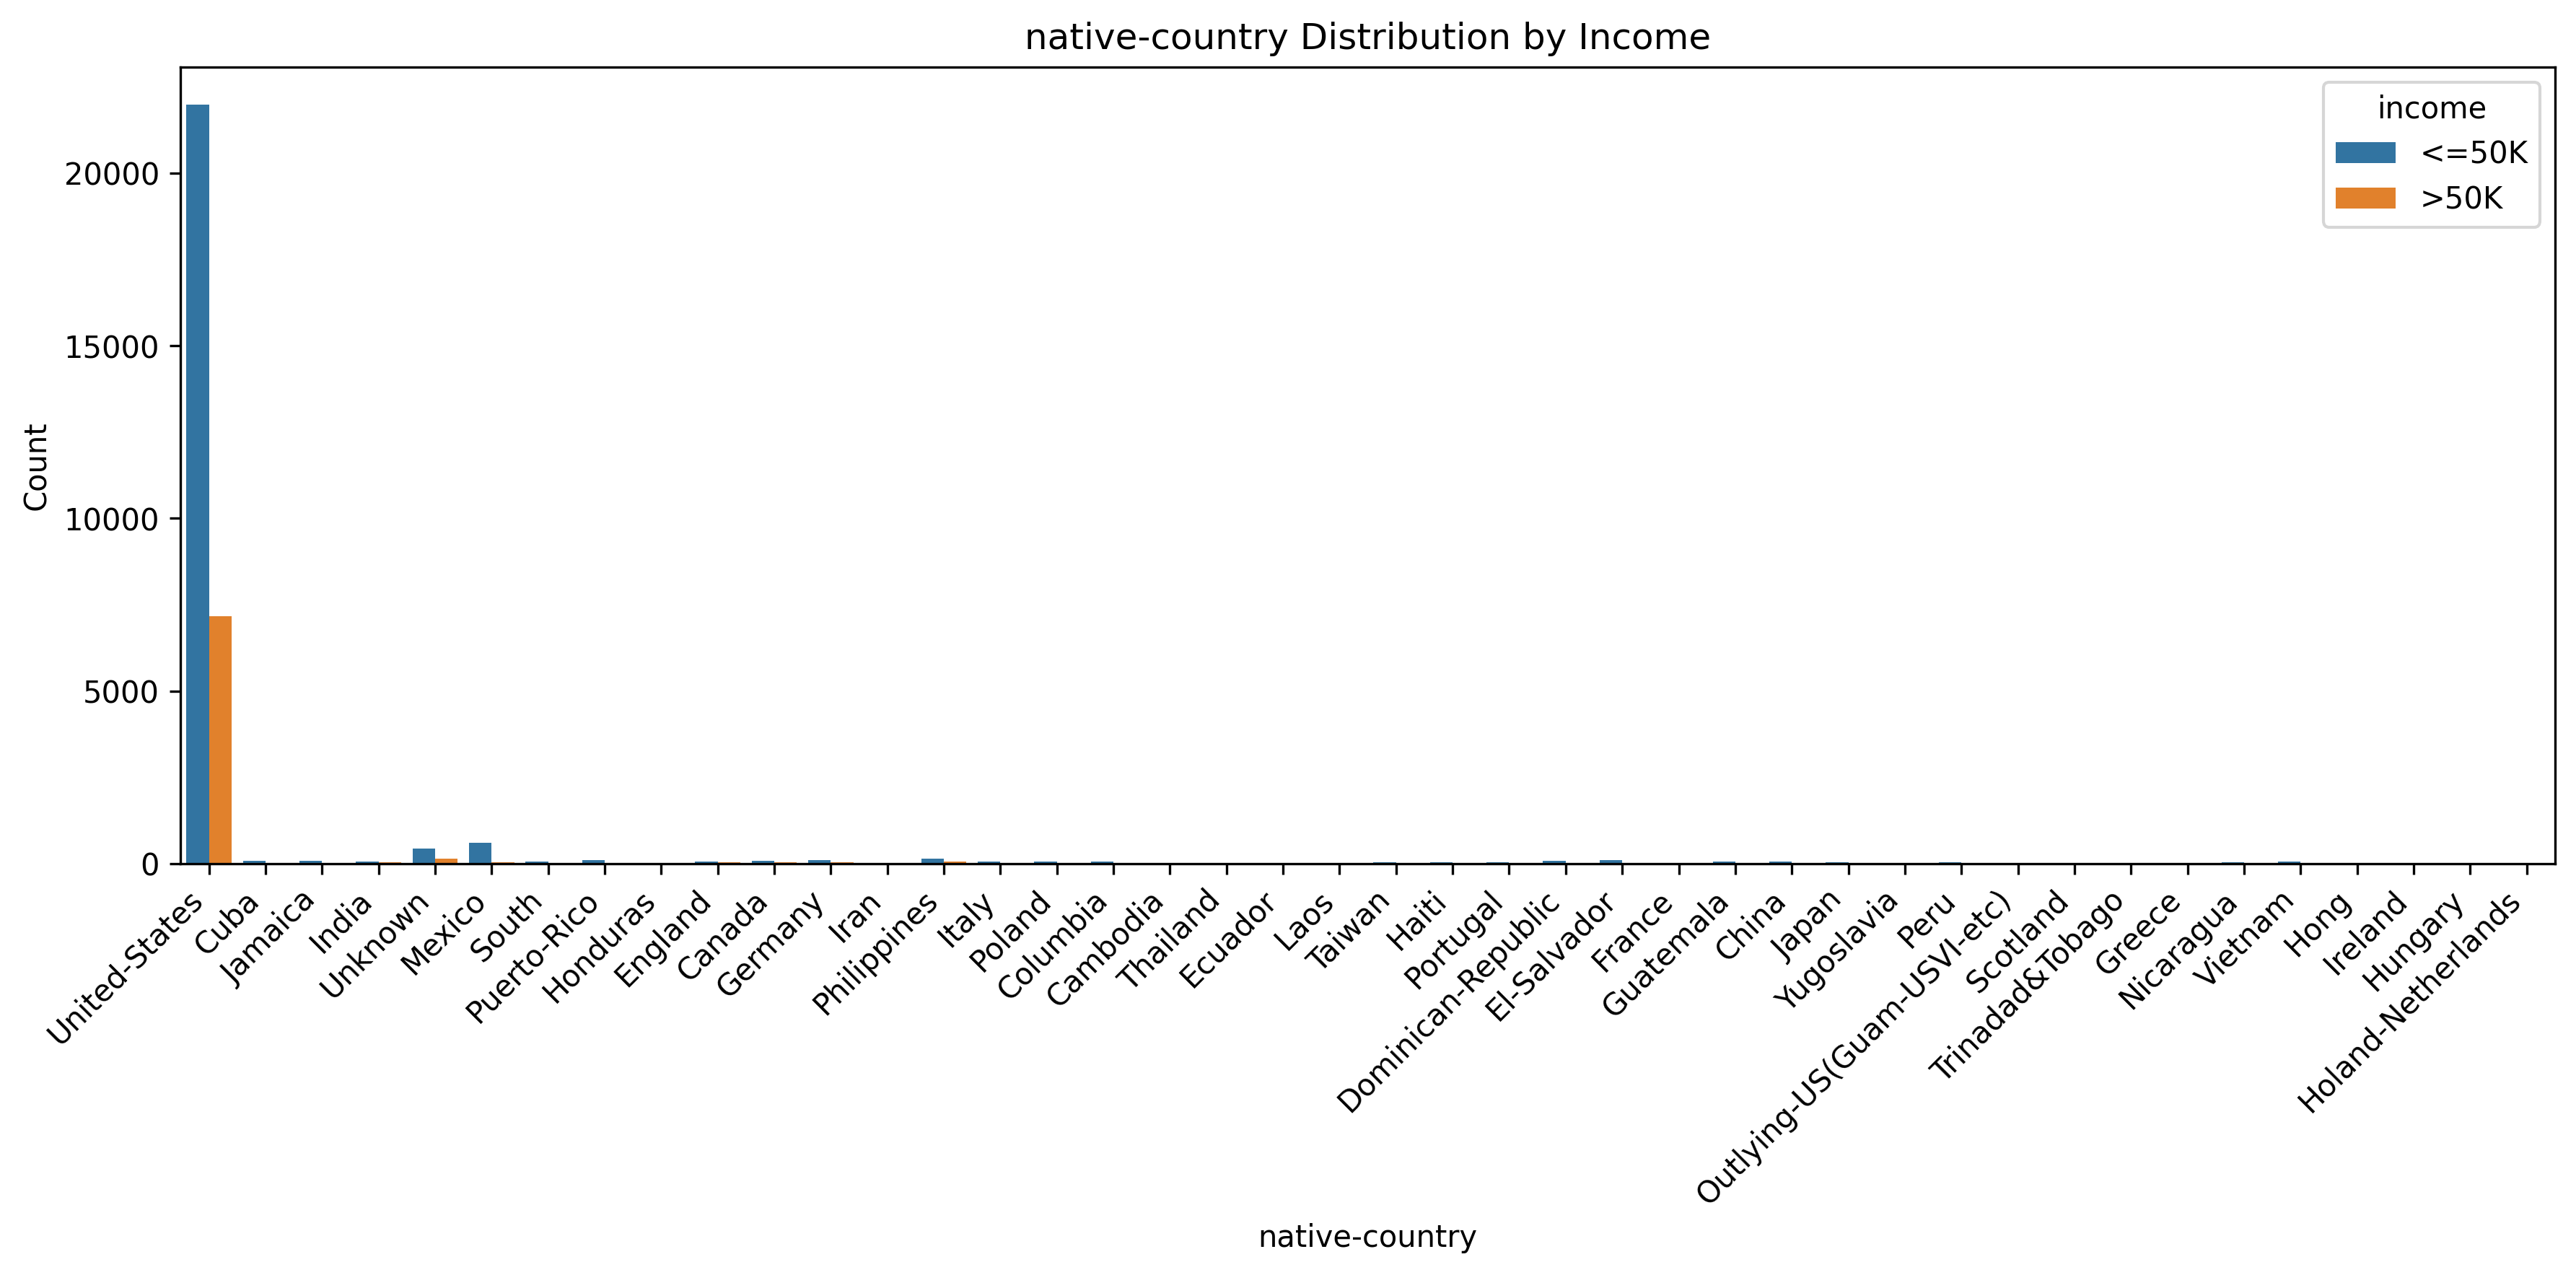 native-country Distribution by Income
income
<=50K
>50K
Count
20000
15000
10000
5000
0
United-States
Cuba
Jamaica
India
Unknown
Mexico
South
Puerto-Rico
Honduras
England
Canada
Germany
Iran
Philippines
Italy
Poland
Columbia
Cambodia
Thailand
Ecuador
Laos
Taiwan
Haiti
Portugal
Dominican-Republic
El-Salvador
France
Guatemala
China
Japan
Yugoslavia
Peru
Outlying-US(Guam-USVI-etc)
Scotland
Trinadad&Tobago
Greece
Nicaragua
Vietnam
Hong
Ireland
Hungary
Holand-Netherlands
native-country